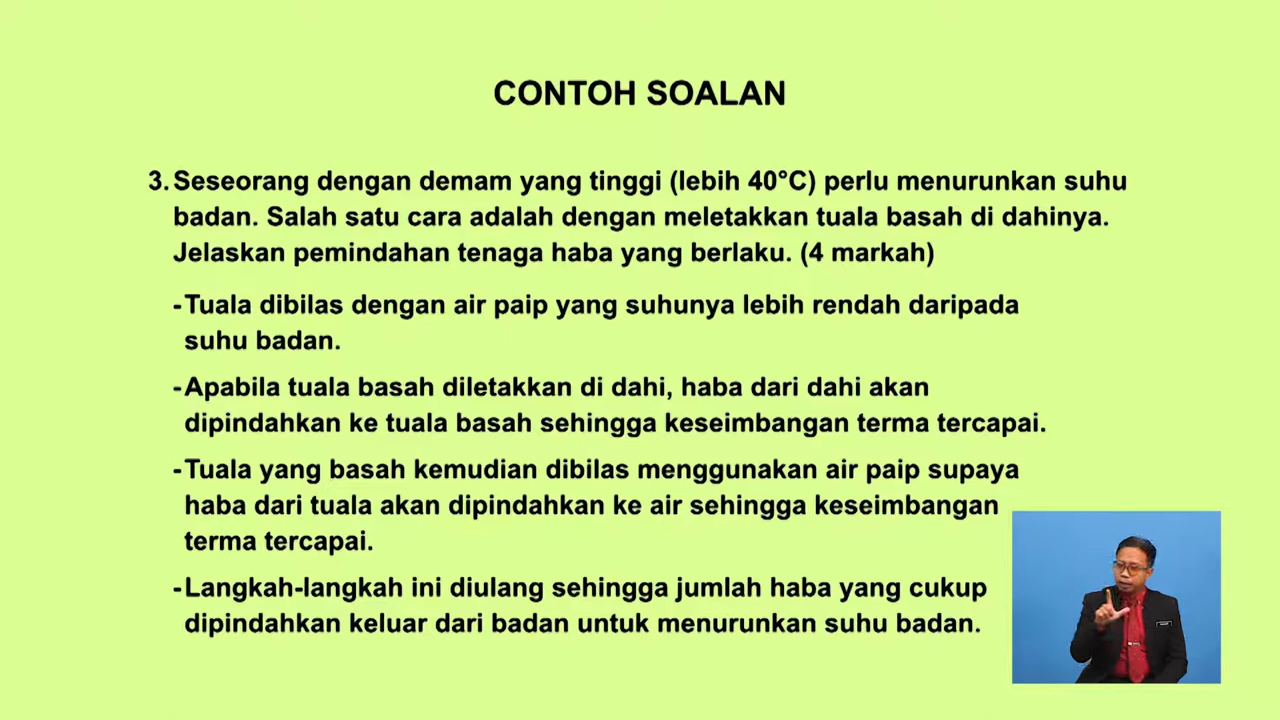 CONTOH SOALAN
3. Seseorang dengan demam yang tinggi (lebih 40°C) perlu menurunkan suhu
badan. Salah satu cara adalah dengan meletakkan tuala basah di dahinya.
Jelaskan pemindahan tenaga haba yang berlaku. (4 markah)
-Tuala dibilas dengan air paip yang suhunya lebih rendah daripada
suhu badan.
-Apabila tuala basah diletakkan di dahi, haba dari dahi akan
dipindahkan ke tuala basah sehingga keseimbangan terma tercapai.
-Tuala yang basah kemudian dibilas menggunakan air paip supaya
haba dari tuala akan dipindahkan ke air sehingga keseimbangan
terma tercapai.
-Langkah-langkah ini diulang sehingga jumlah haba yang cukup
dipindahkan keluar dari badan untuk menurunkan suhu badan.